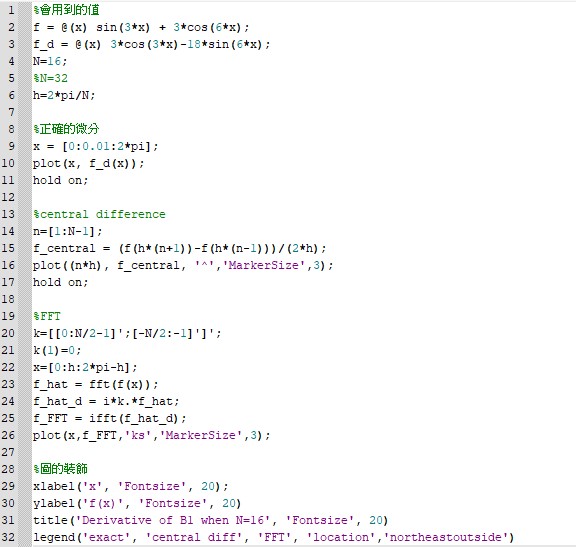 1 %會用到的值
2 f = @(x) sin(3*x) + 3*cos(6*x);
3 f_d = @(x) 3*cos(3*x)-18*sin(6*x);
4 N=16;
5 %N=32
6 h=2*pi/N;
7
8 %正確的微分
9 x = [0:0.01:2*pi];
10 plot(x, f_d(x));
11 hold on;
12
13 %central difference
14 n=[1:N-1];
15 f_central = (f(h*(n+1))-f(h*(n-1)))/(2*h);
16 plot((n*h), f_central, '^','MarkerSize',3);
17 hold on;
18
19 %FFT
20 k=[[0:N/2-1]';[-N/2:-1]']';
21 k(1)=0;
22 x=[0:h:2*pi-h];
23 f_hat = fft(f(x));
24 f_hat_d = i*k.*f_hat;
25 f_FFT = ifft(f_hat_d);
26 plot(x,f_FFT,'ks','MarkerSize',3);
27
28 %圖的裝飾
29 xlabel('x', 'Fontsize', 20);
30 ylabel('f(x)', 'Fontsize', 20)
31 title('Derivative of B1 when N=16', 'Fontsize', 20)
32 legend('exact', 'central diff', 'FFT', 'location','northeastoutside')